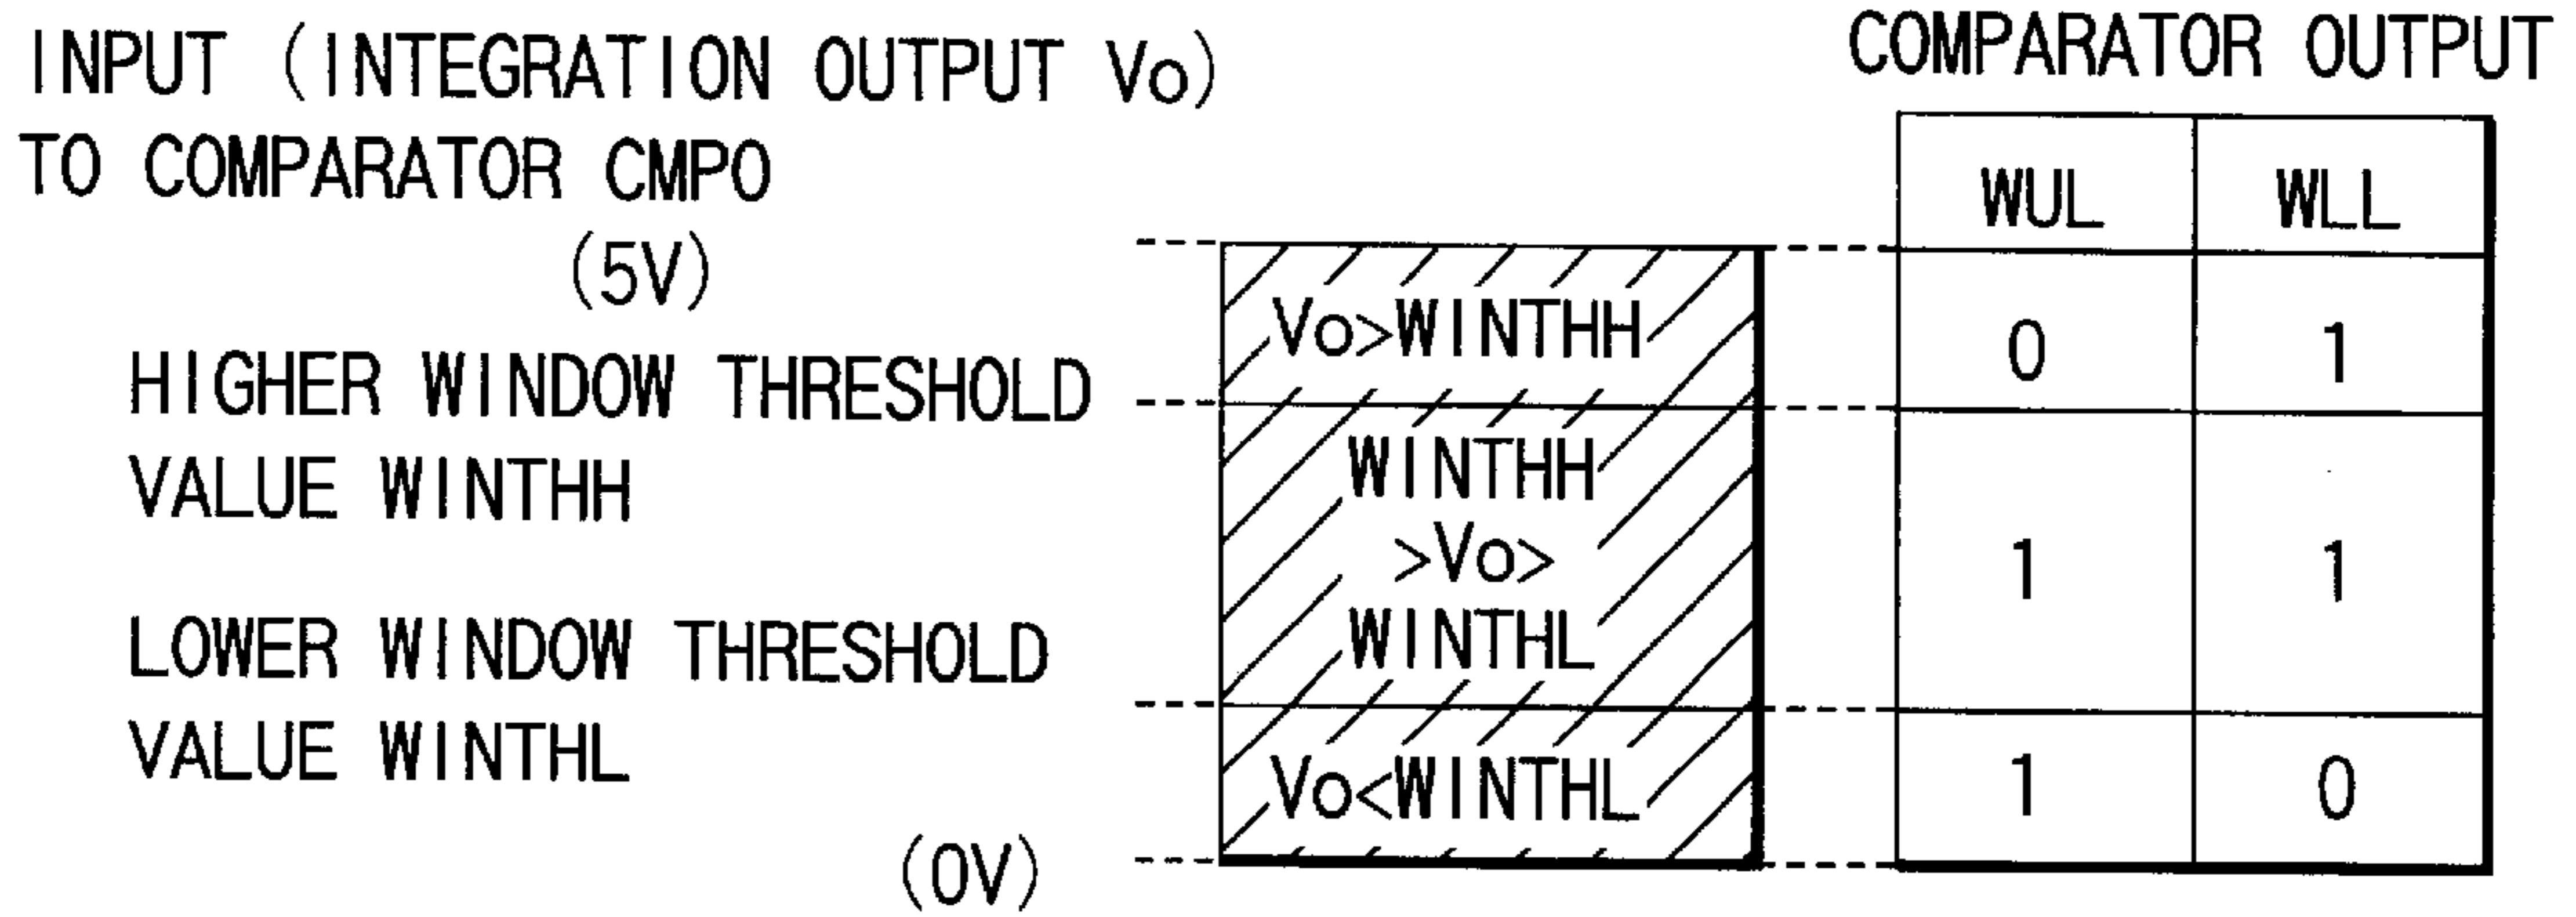 INPUT (INTEGRATION OUTPUT Vo)
TO COMPARATOR CMPO
COMPARATOR OUTPUT
WUL WLL
(5V)
Vo>WINTHH
0 1
HIGHER WINDOW THRESHOLD
VALUE WINTHH
WINTHH
>Vo>
WINTHL
1 1
LOWER WINDOW THRESHOLD
VALUE WINTHL
Vo<WINTHL
1 0
(0V)